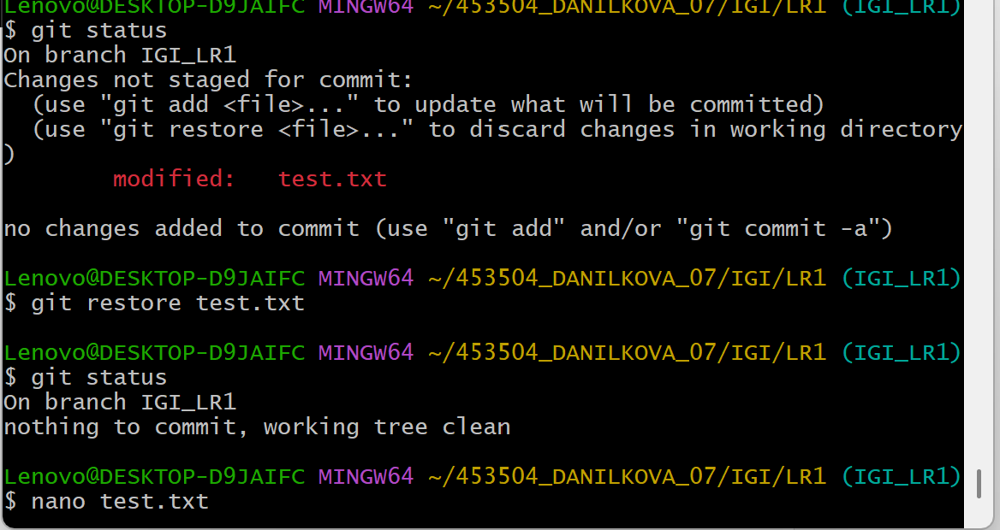 Lenovo@DESKTOP-D9JAIFC MINGW64 ~/453504_DANILKOVA_07/IGI/LR1 (IGI_LR1)
$ git status
On branch IGI_LR1
Changes not staged for commit:
  (use "git add <file>..." to update what will be committed)
  (use "git restore <file>..." to discard changes in working directory
)
        modified:   test.txt
no changes added to commit (use "git add" and/or "git commit -a")
Lenovo@DESKTOP-D9JAIFC MINGW64 ~/453504_DANILKOVA_07/IGI/LR1 (IGI_LR1)
$ git restore test.txt
Lenovo@DESKTOP-D9JAIFC MINGW64 ~/453504_DANILKOVA_07/IGI/LR1 (IGI_LR1)
$ git status
On branch IGI_LR1
nothing to commit, working tree clean
Lenovo@DESKTOP-D9JAIFC MINGW64 ~/453504_DANILKOVA_07/IGI/LR1 (IGI_LR1)
$ nano test.txt